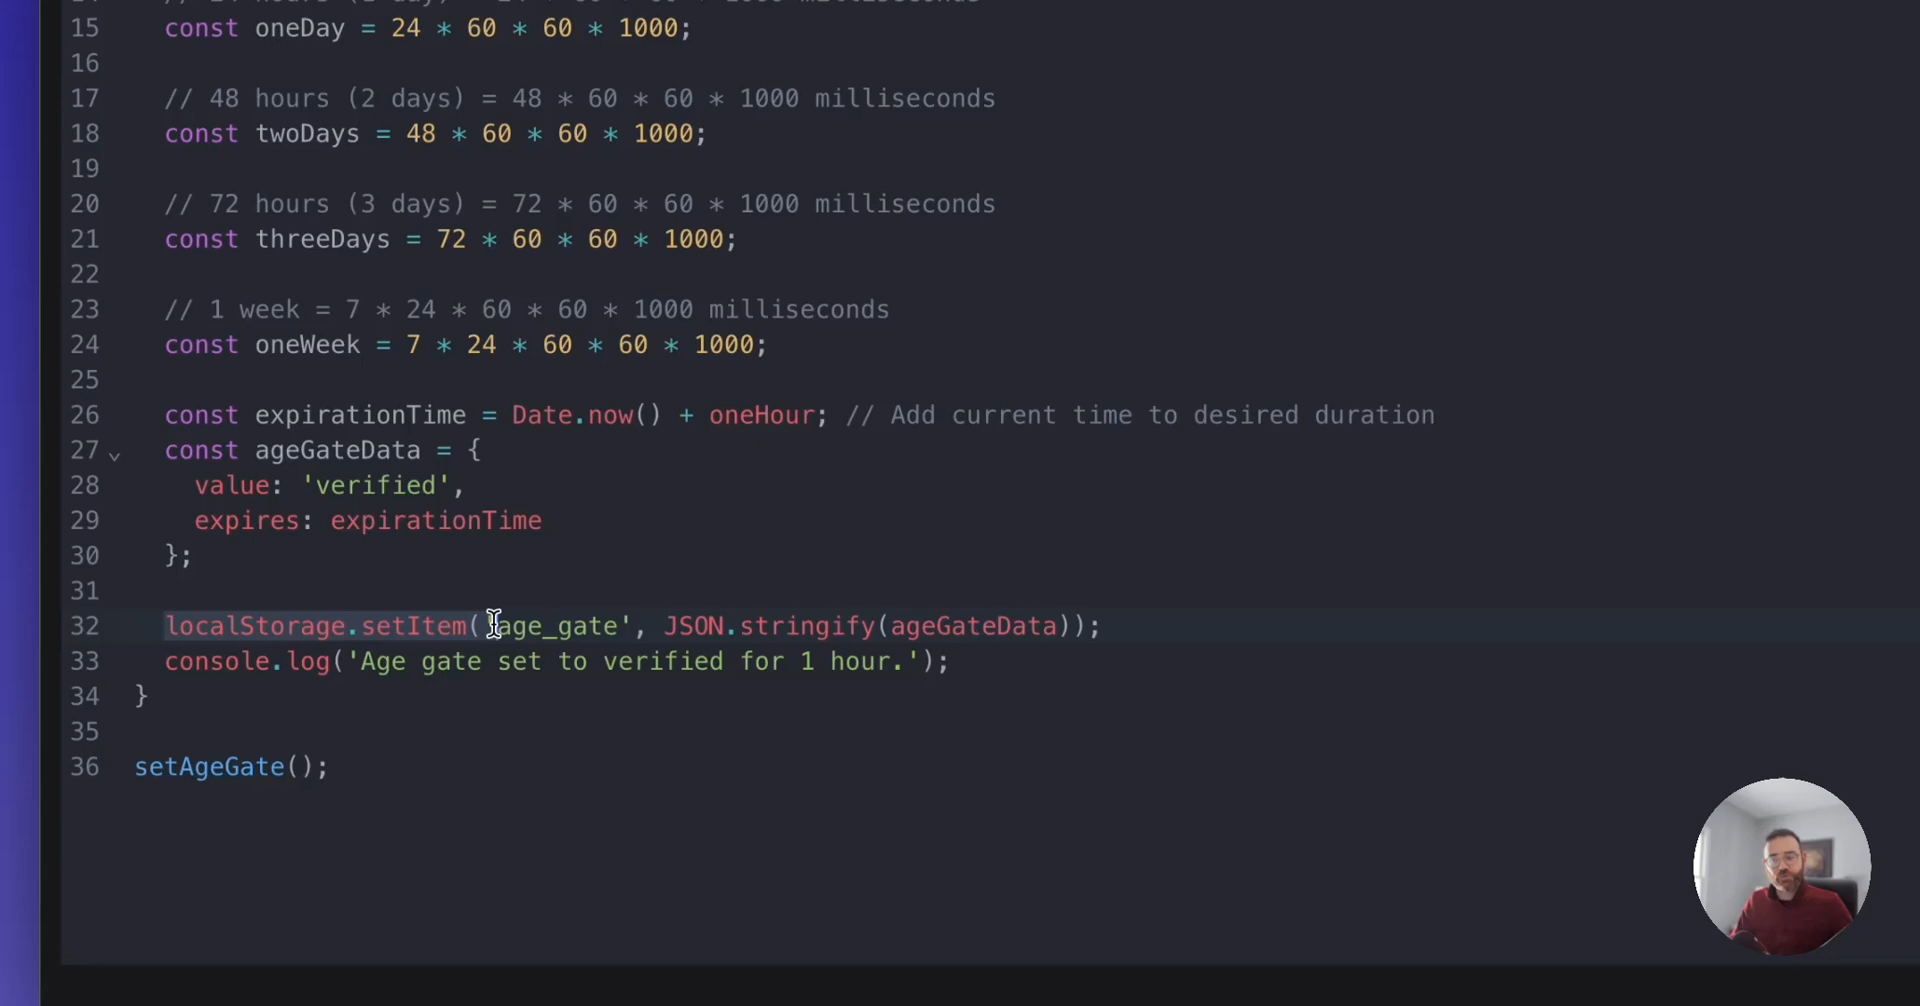 15 const oneDay = 24 * 60 * 60 * 1000;
16
17 // 48 hours (2 days) = 48 * 60 * 60 * 1000 milliseconds
18 const twoDays = 48 * 60 * 60 * 1000;
19
20 // 72 hours (3 days) = 72 * 60 * 60 * 1000 milliseconds
21 const threeDays = 72 * 60 * 60 * 1000;
22
23 // 1 week = 7 * 24 * 60 * 60 * 1000 milliseconds
24 const oneWeek = 7 * 24 * 60 * 60 * 1000;
25
26 const expirationTime = Date.now() + oneHour; // Add current time to desired duration
27 const ageGateData = {
28 value: 'verified',
29 expires: expirationTime
30 };
31
32 localStorage.setItem('age_gate', JSON.stringify(ageGateData));
33 console.log('Age gate set to verified for 1 hour.');
34 }
35
36 setAgeGate();